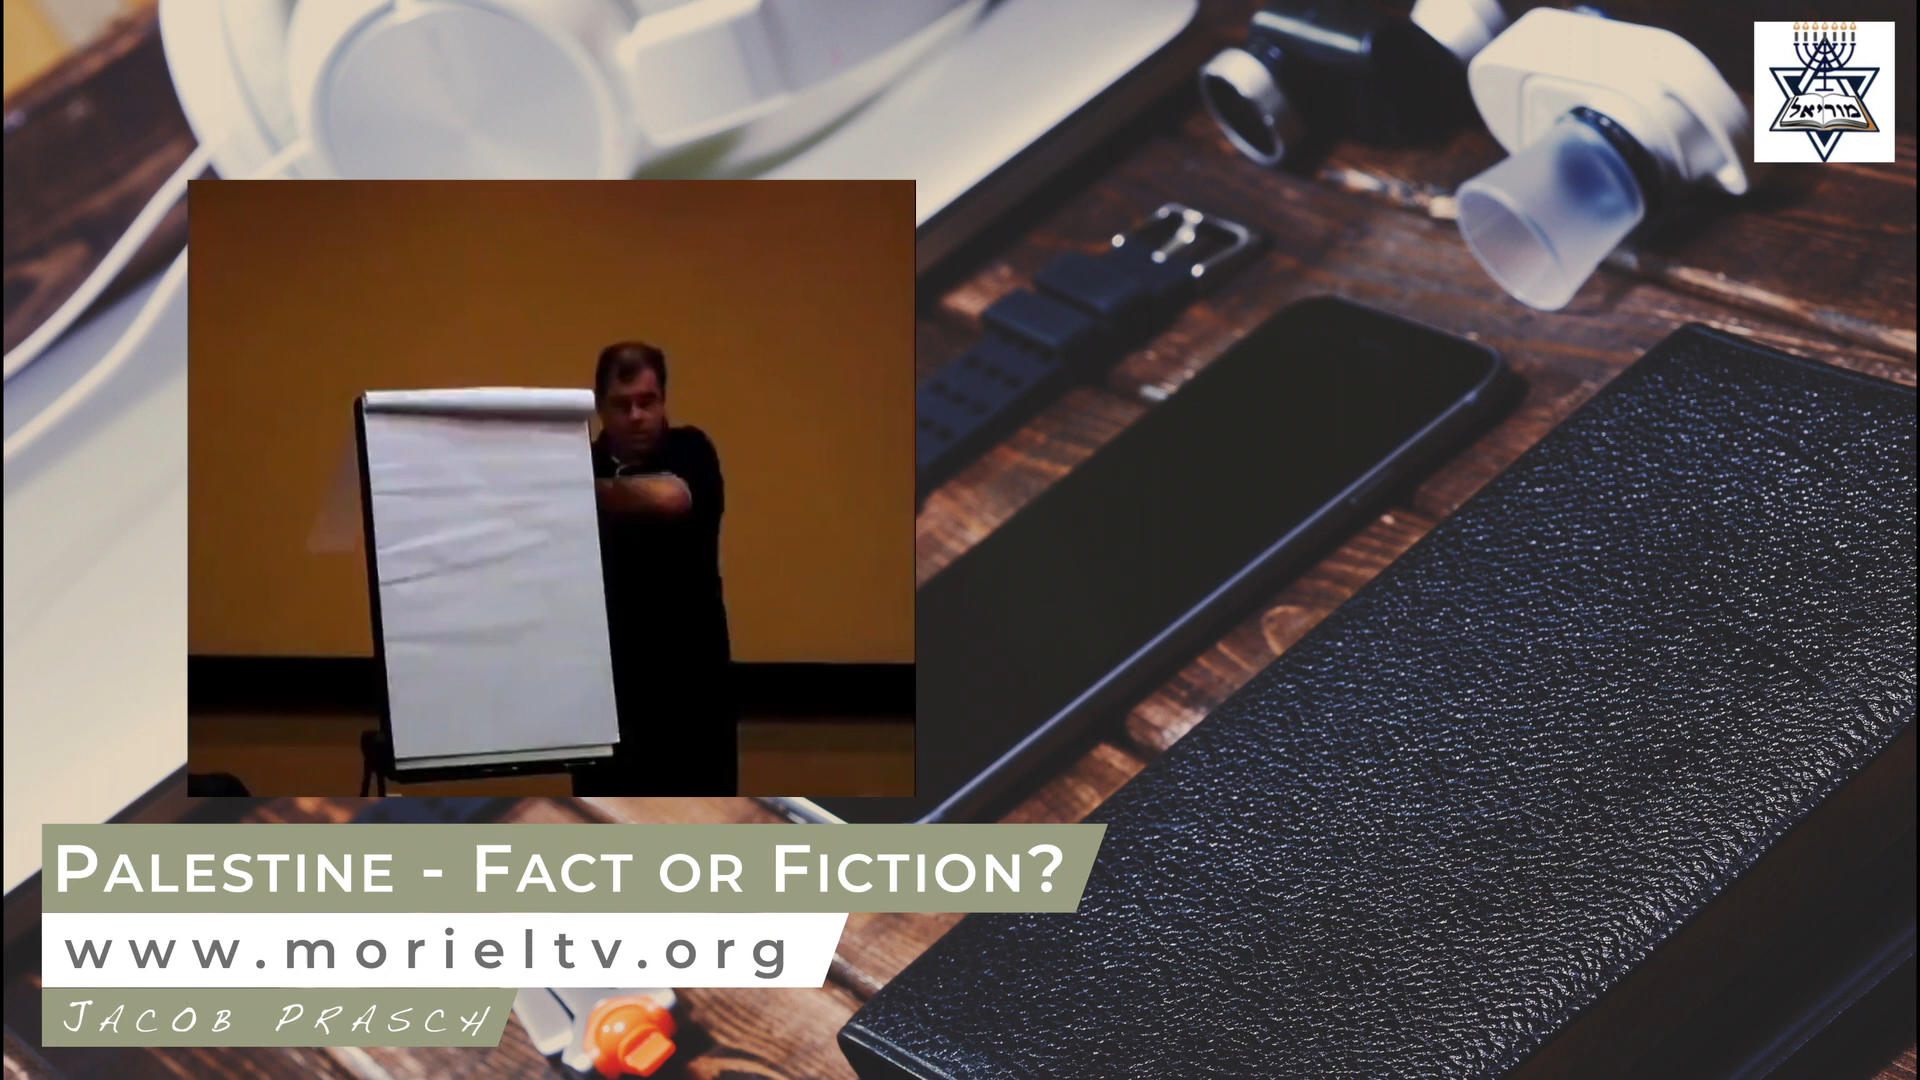 מוריאל
Palestine - Fact or Fiction?
www.morieltv.org
Jacob Prasch